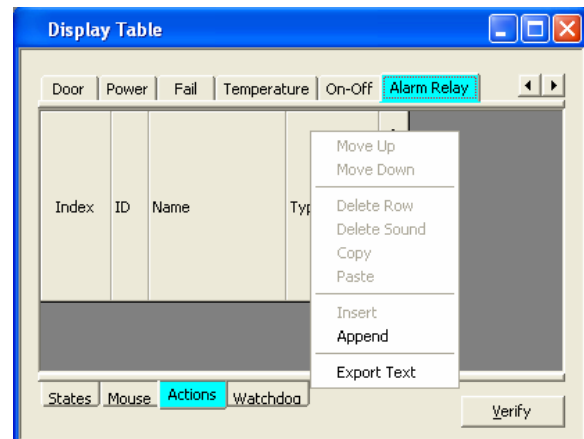 Display Table
Door Power Fail Temperature On-Off Alarm Relay
Index ID Name Typ
Move Up
Move Down
Delete Row
Delete Sound
Copy
Paste
Insert
Append
Export Text
States Mouse Actions Watchdog
Verify